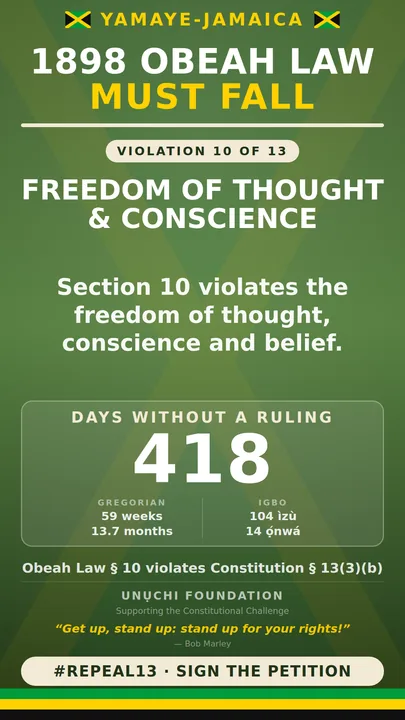 YAMAYE-JAMAICA
1898 OBEAH LAW
MUST FALL
VIOLATION 10 OF 13
FREEDOM OF THOUGHT
& CONSCIENCE
Section 10 violates the
freedom of thought,
conscience and belief.
DAYS WITHOUT A RULING
418
GREGORIAN
59 weeks
13.7 months
IGBO
104 ìzù
14 ọ́nwá
Obeah Law § 10 violates Constitution § 13(3)(b)
UNỤCHI FOUNDATION
Supporting the Constitutional Challenge
“Get up, stand up: stand up for your rights!”
— Bob Marley
#REPEAL13 · SIGN THE PETITION